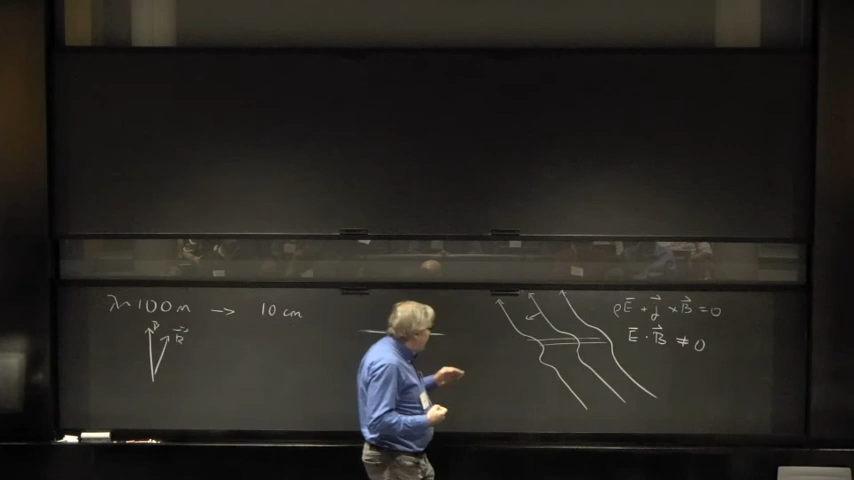 λ~100 m → 10 cm
B⃗
k⃗
ρE⃗ + j⃗ × B⃗ = 0
E⃗ · B⃗ ≠ 0